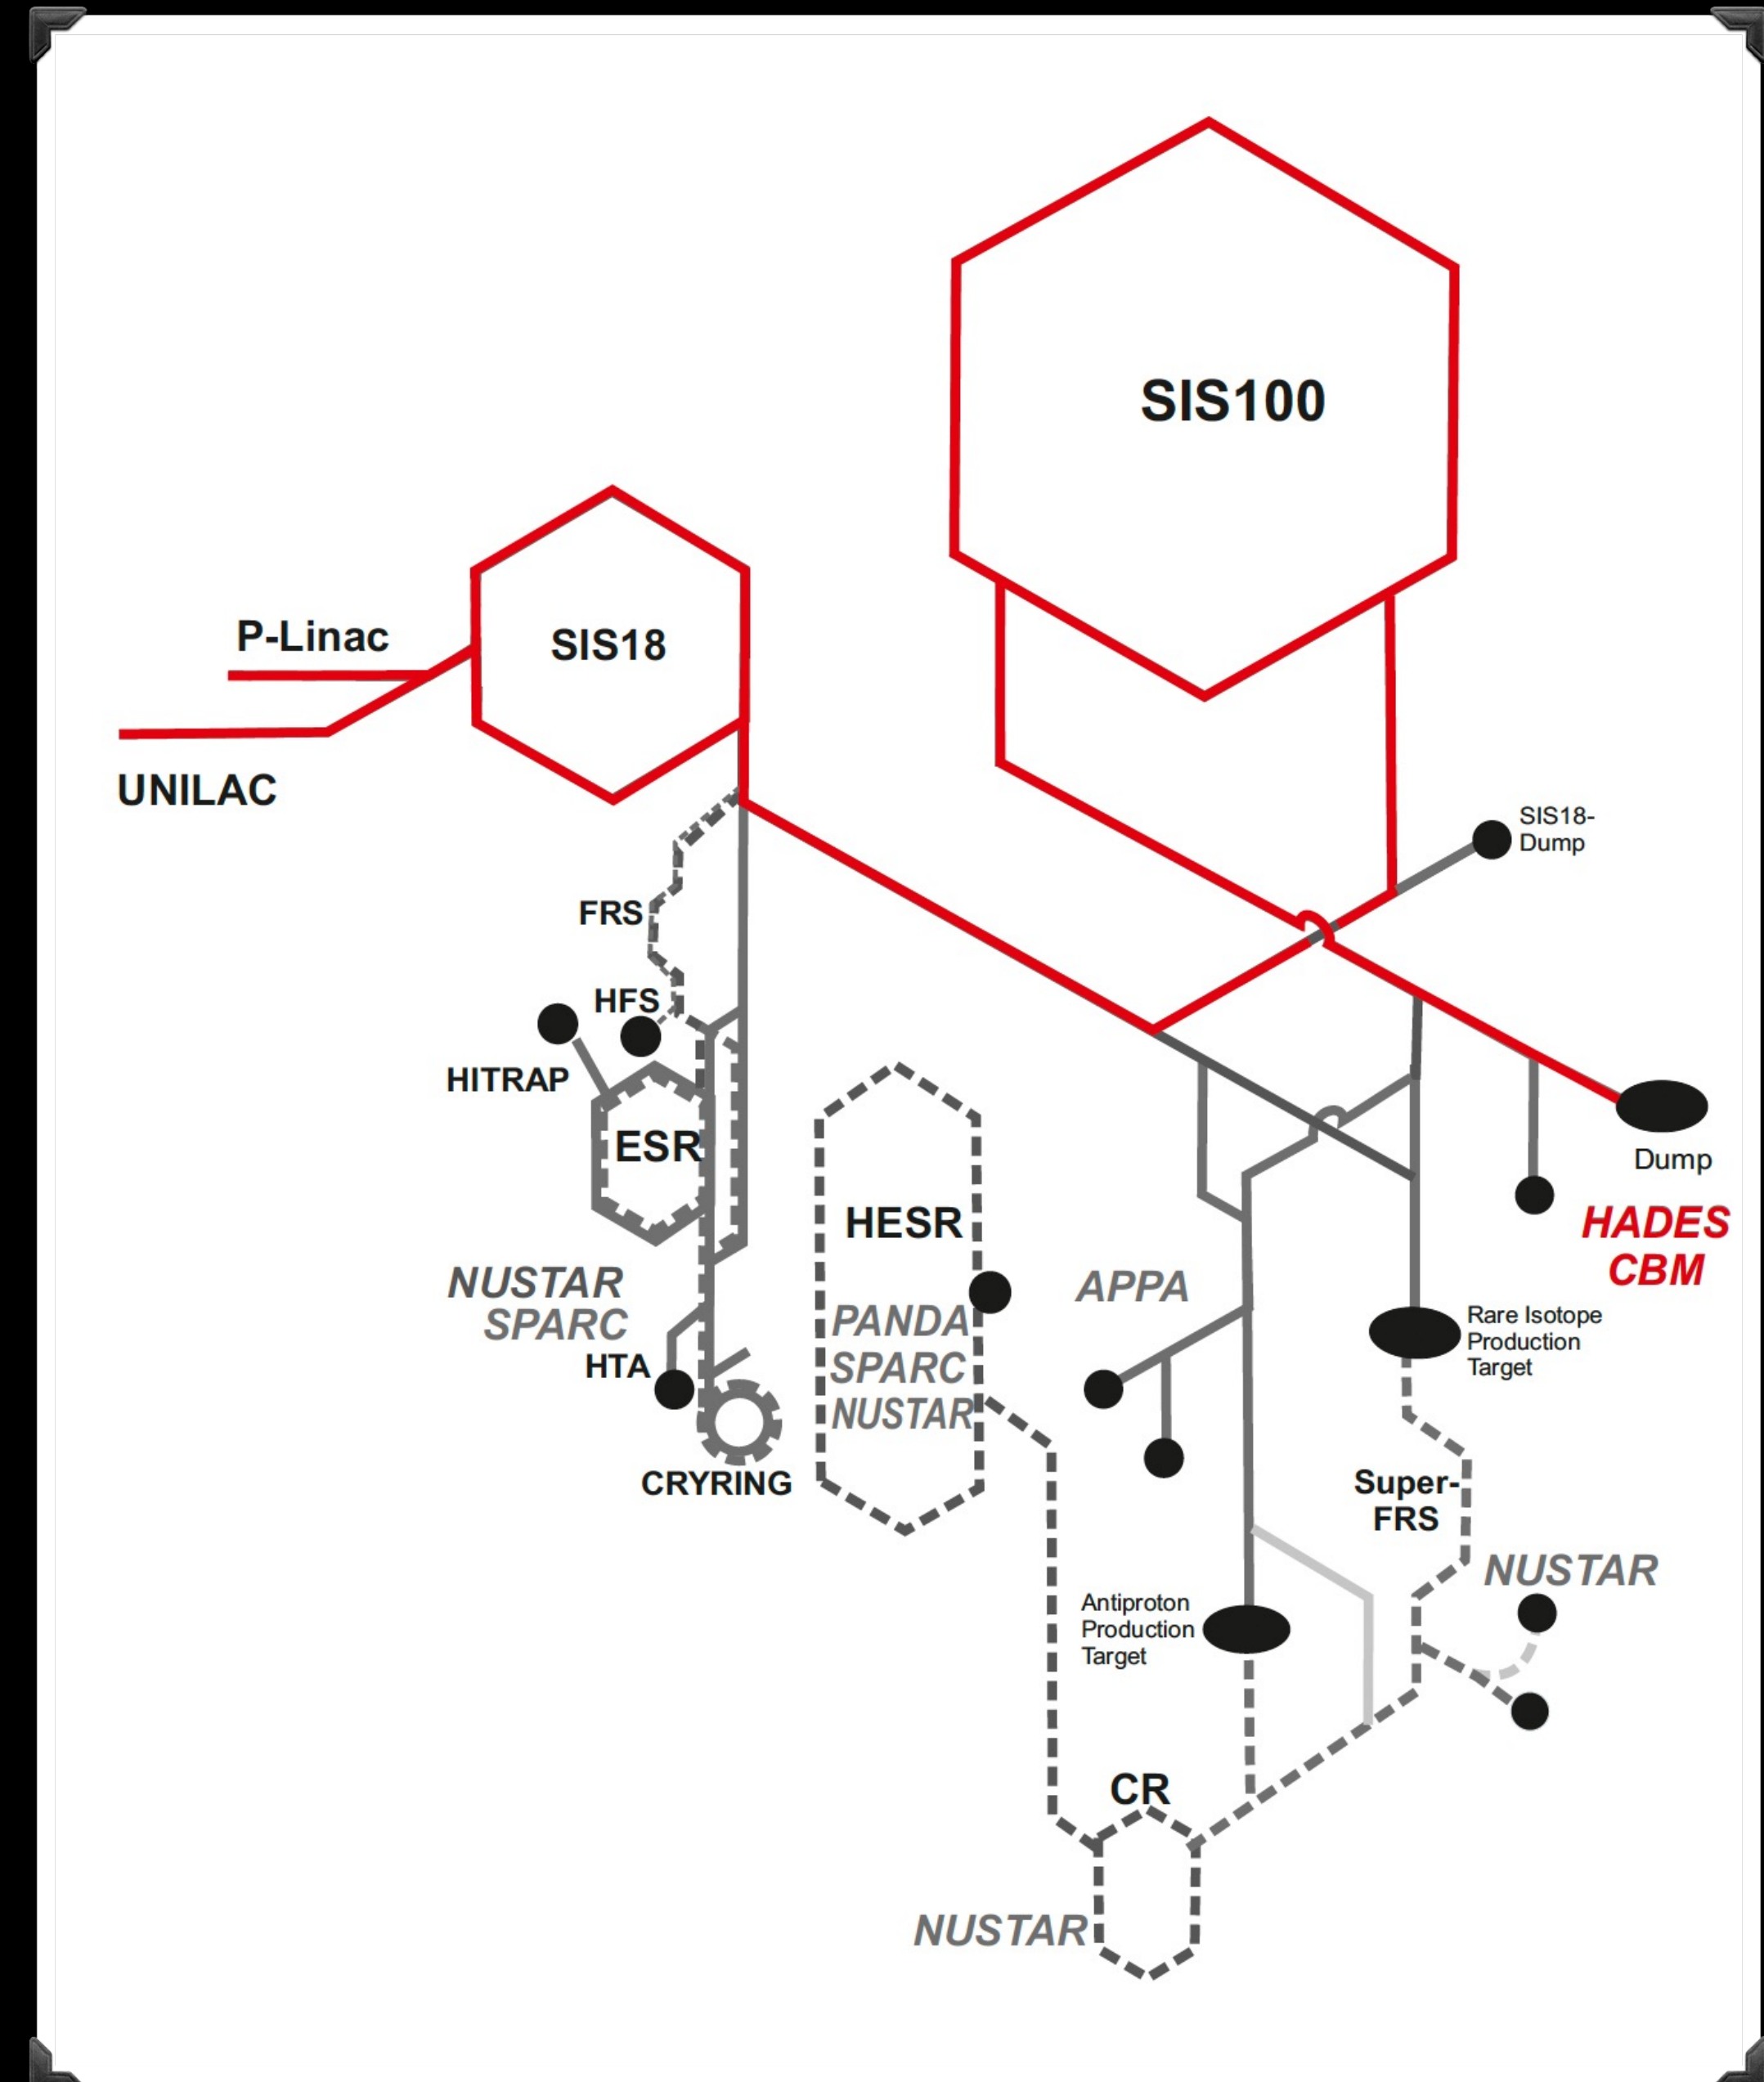 SIS100
SIS18
P-Linac
UNILAC
SIS18-
Dump
FRS
HFS
HITRAP
ESR
NUSTAR
SPARC
HTA
CRYRING
HESR
PANDA
SPARC
NUSTAR
APPA
Dump
HADES
CBM
Rare Isotope
Production
Target
Super-
FRS
NUSTAR
Antiproton
Production
Target
CR
NUSTAR